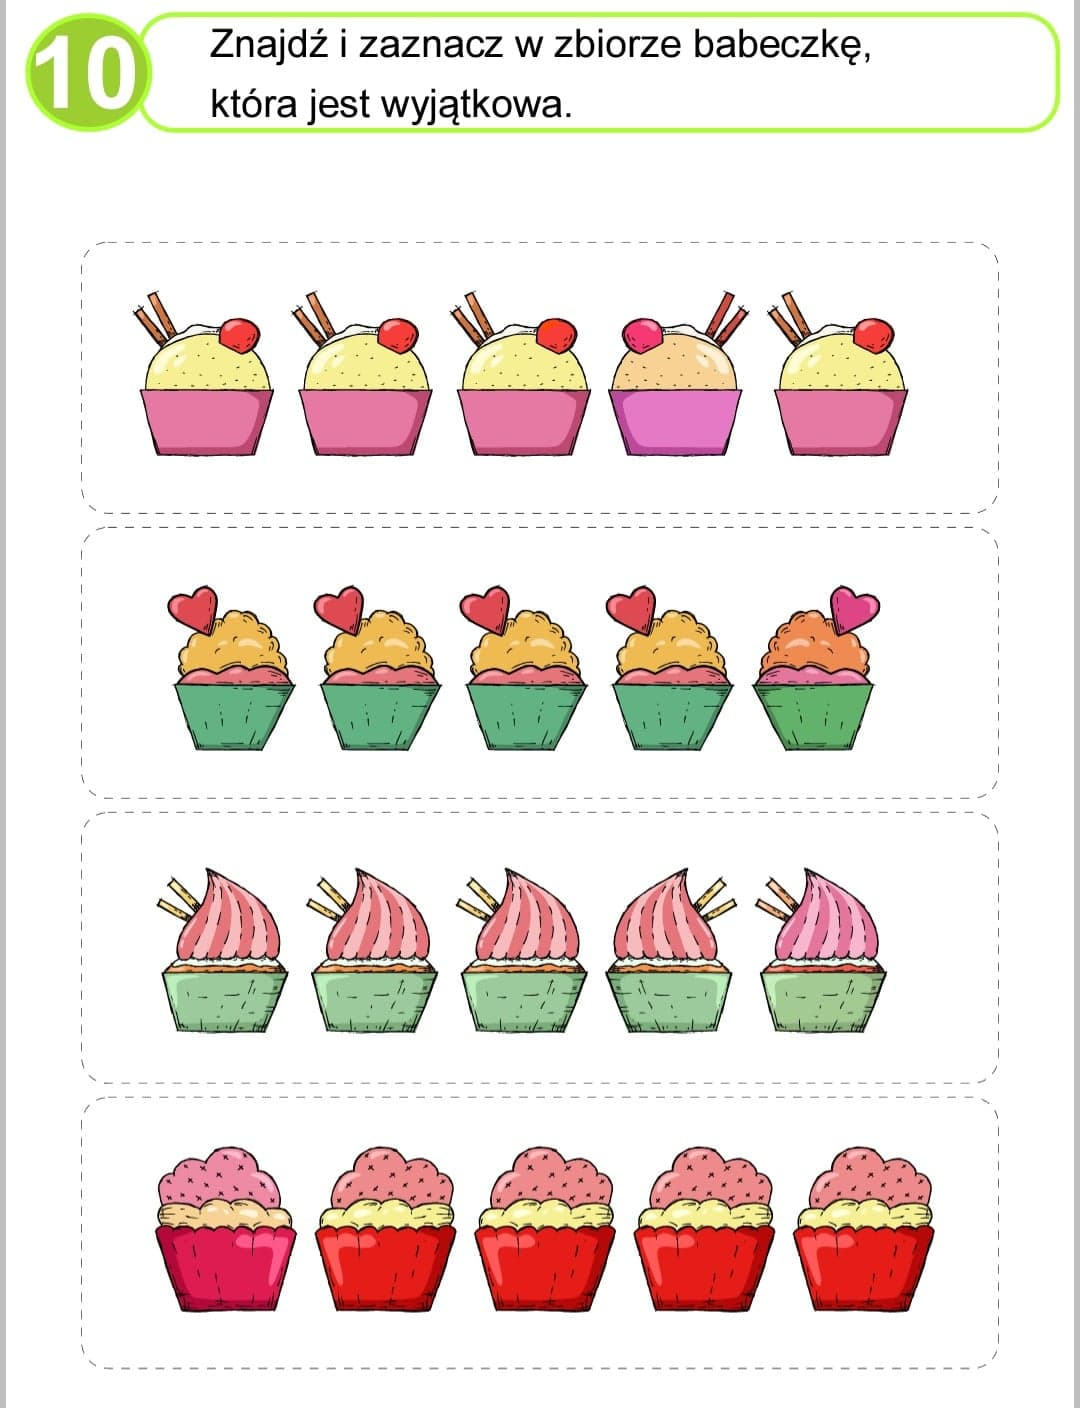 10
Znajdź i zaznacz w zbiorze babeczkę,
która jest wyjątkowa.